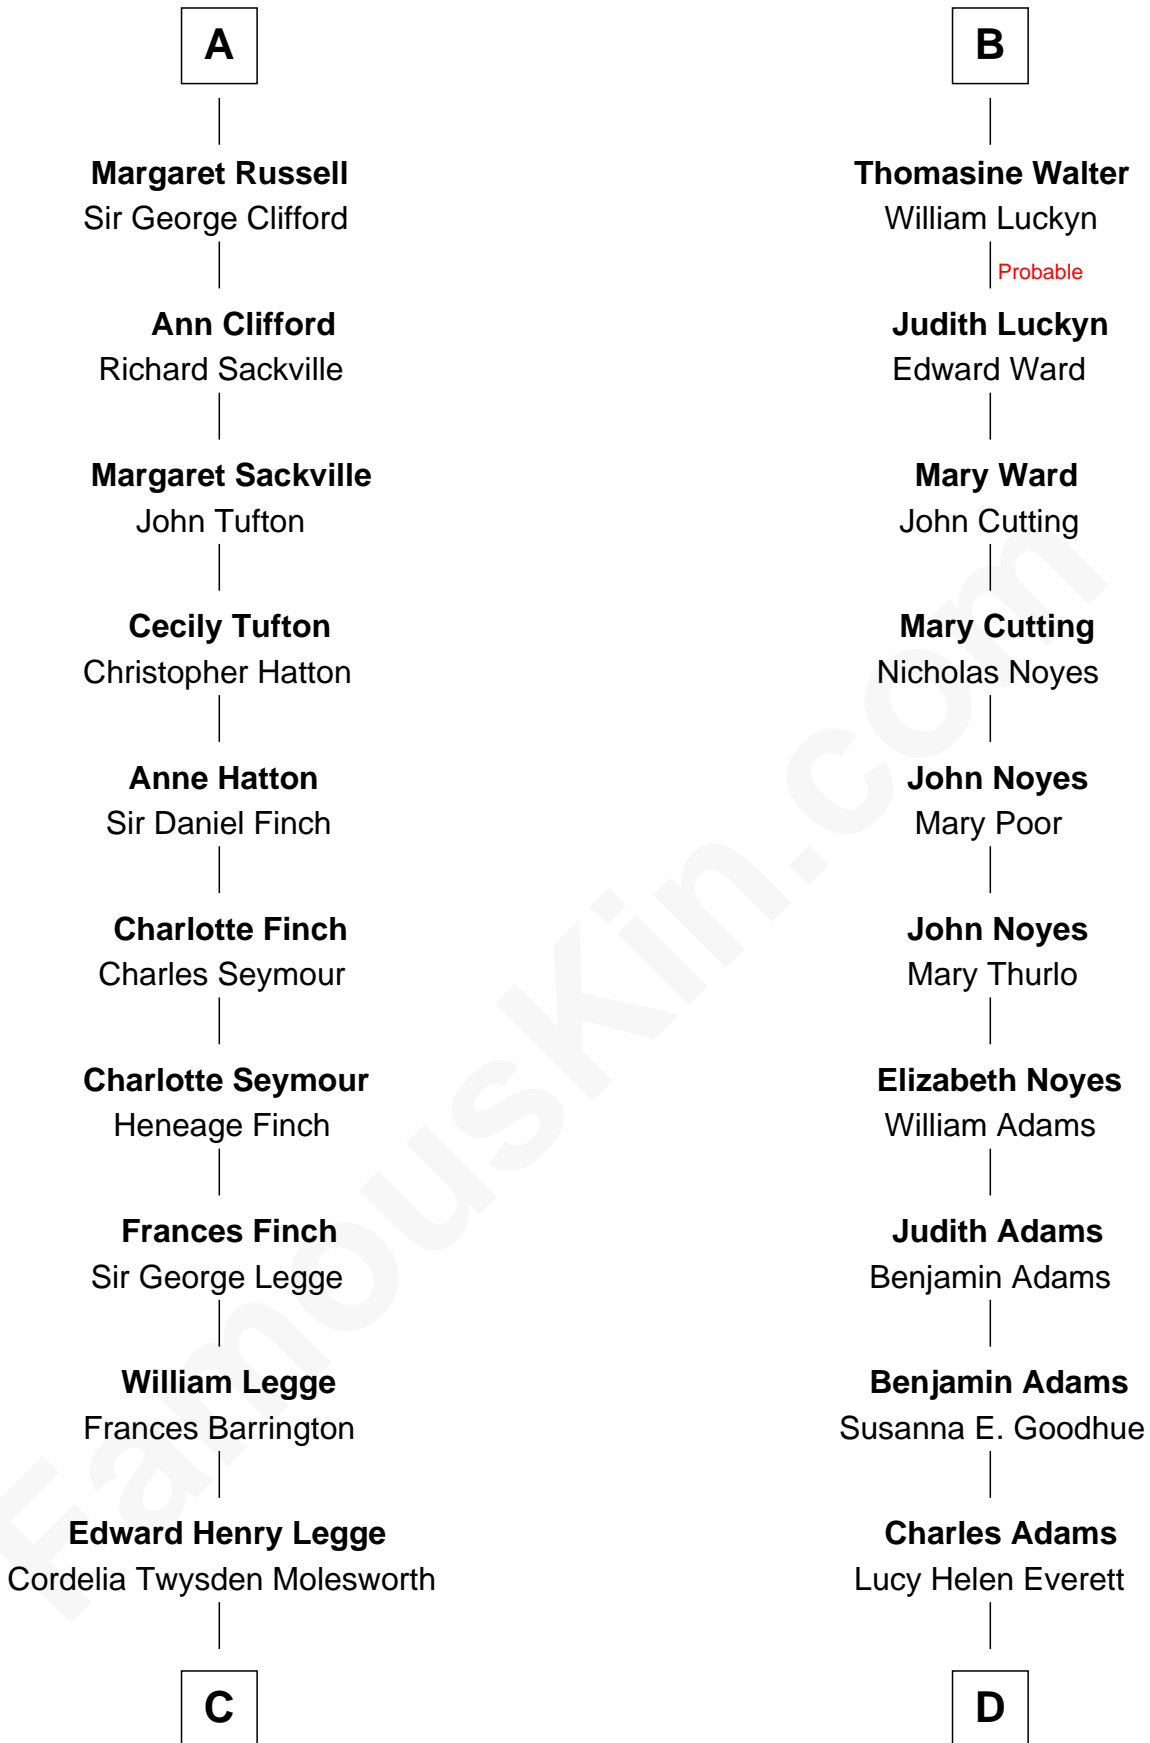 A
Margaret Russell
Sir George Clifford
Ann Clifford
Richard Sackville
Margaret Sackville
John Tufton
Cecily Tufton
Christopher Hatton
Anne Hatton
Sir Daniel Finch
Charlotte Finch
Charles Seymour
Charlotte Seymour
Heneage Finch
Frances Finch
Sir George Legge
William Legge
Frances Barrington
Edward Henry Legge
Cordelia Twysden Molesworth
C
B
Thomasine Walter
William Luckyn
Probable
Judith Luckyn
Edward Ward
Mary Ward
John Cutting
Mary Cutting
Nicholas Noyes
John Noyes
Mary Poor
John Noyes
Mary Thurlo
Elizabeth Noyes
William Adams
Judith Adams
Benjamin Adams
Benjamin Adams
Susanna E. Goodhue
Charles Adams
Lucy Helen Everett
D
FamousKin.com